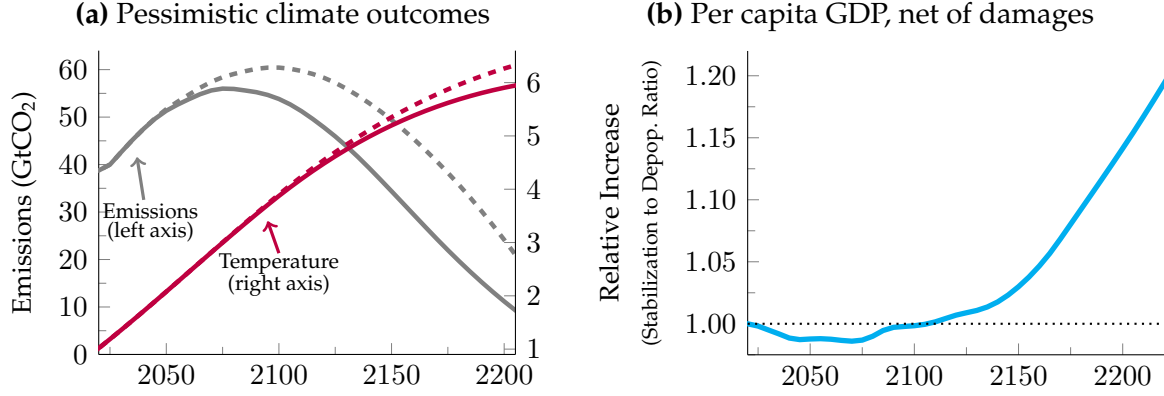 (a) Pessimistic climate outcomes
Emissions (GtCO2)
60
50
40
30
20
10
0
6
5
4
3
2
1
Emissions
(left axis)
Temperature
(right axis)
2050 2100 2150 2200
(b) Per capita GDP, net of damages
Relative Increase
(Stabilization to Depop. Ratio)
1.20
1.15
1.10
1.05
1.00
2050 2100 2150 2200